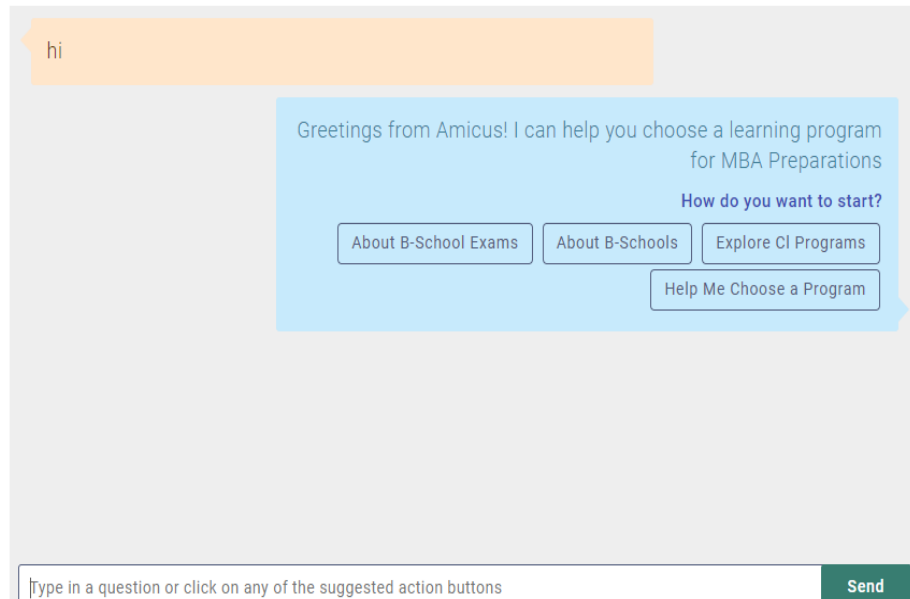 hi
Greetings from Amicus! I can help you choose a learning program
for MBA Preparations
How do you want to start?
About B-School Exams
About B-Schools
Explore Cl Programs
Help Me Choose a Program
Type in a question or click on any of the suggested action buttons
Send